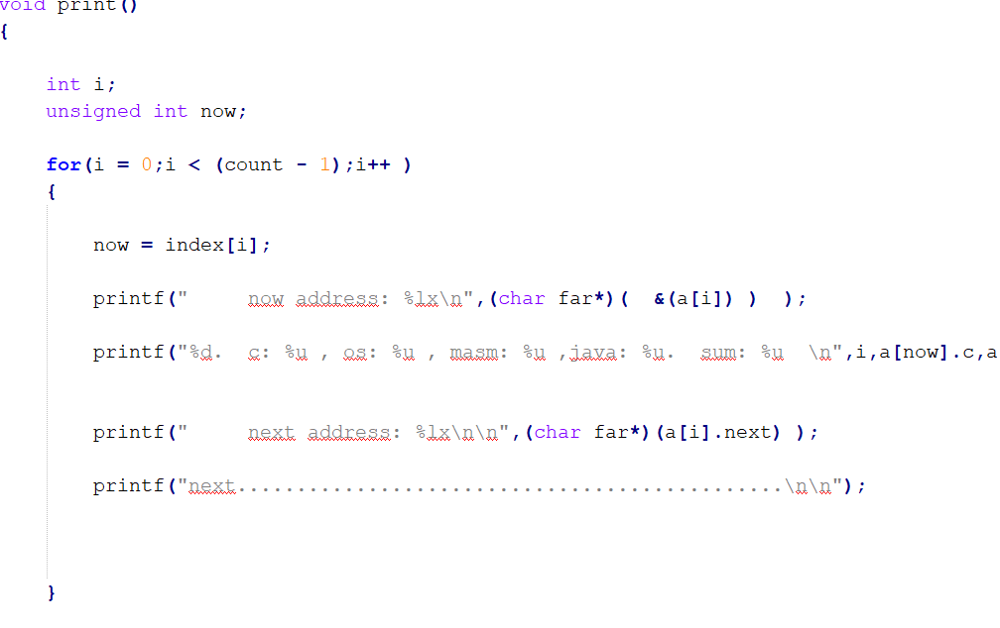 void print()
{
int i;
unsigned int now;
for(i = 0;i < (count - 1);i++ )
{
now = index[i];
printf("     now address: %lx\n",(char far*)(  &(a[i]) )  );
printf("%d.  c: %u , os: %u , masm: %u ,java: %u.  sum: %u  \n",i,a[now].c,a
printf("     next address: %lx\n\n",(char far*)(a[i].next) );
printf("next..............................................\n\n");
}